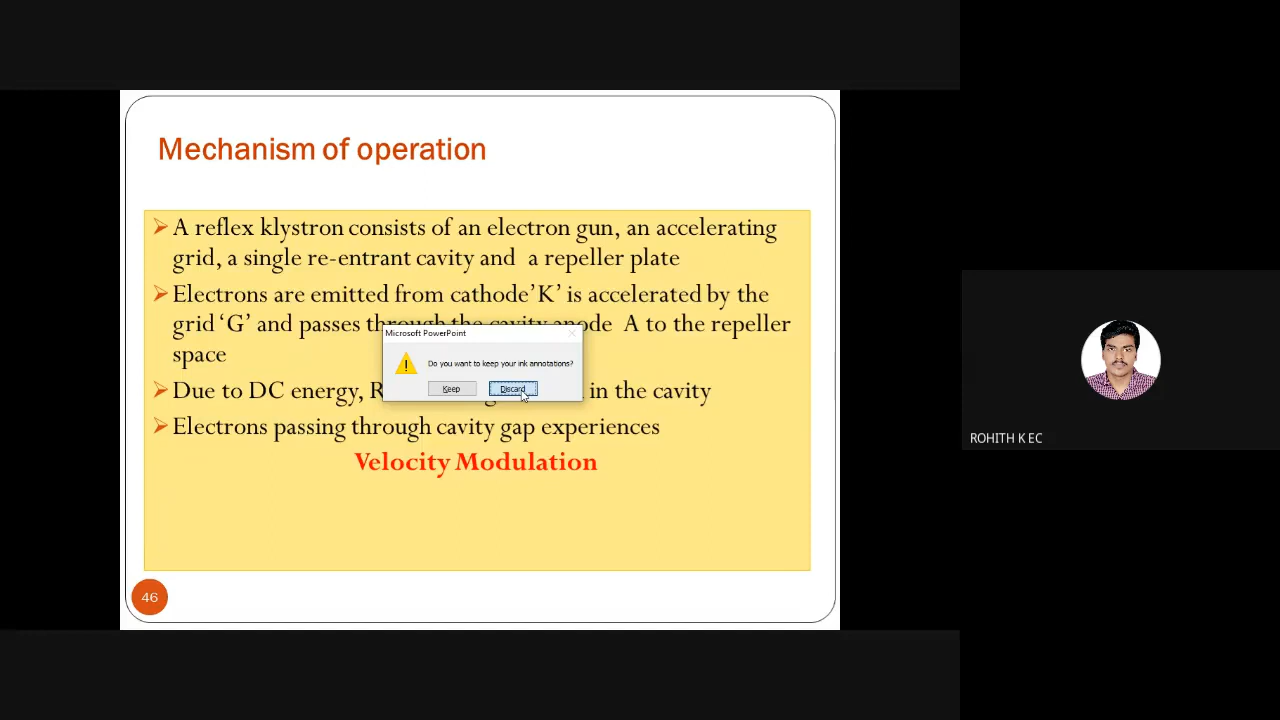 Mechanism of operation
A reflex klystron consists of an electron gun, an accelerating
grid, a single re-entrant cavity and a repeller plate
Electrons are emitted from cathode’K’ is accelerated by the
grid ‘G’ and passes through the cavity anode A to the repeller
space
Due to DC energy, in the cavity
Electrons passing through cavity gap experiences
Velocity Modulation
46
Microsoft PowerPoint
Do you want to keep your ink annotations?
Keep
Discard
ROHITH K EC